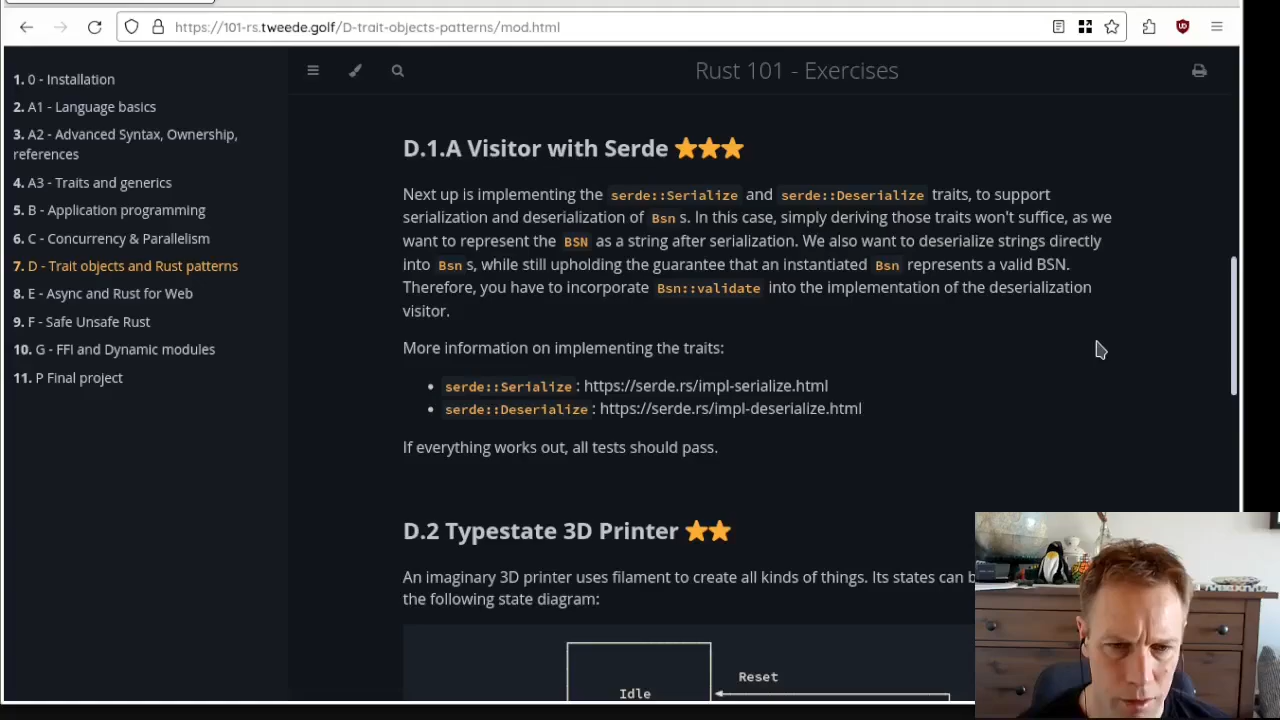 https://101-rs.tweede.golf/D-trait-objects-patterns/mod.html
1. 0 - Installation
2. A1 - Language basics
3. A2 - Advanced Syntax, Ownership,
references
4. A3 - Traits and generics
5. B - Application programming
6. C - Concurrency & Parallelism
7. D - Trait objects and Rust patterns
8. E - Async and Rust for Web
9. F - Safe Unsafe Rust
10. G - FFI and Dynamic modules
11. P Final project
Rust 101 - Exercises
D.1.A Visitor with Serde ⭐⭐⭐
Next up is implementing the serde::Serialize and serde::Deserialize traits, to support
serialization and deserialization of Bsn s. In this case, simply deriving those traits won't suffice, as we
want to represent the BSN as a string after serialization. We also want to deserialize strings directly
into Bsn s, while still upholding the guarantee that an instantiated Bsn represents a valid BSN.
Therefore, you have to incorporate Bsn::validate into the implementation of the deserialization
visitor.
More information on implementing the traits:
• serde::Serialize : https://serde.rs/impl-serialize.html
• serde::Deserialize : https://serde.rs/impl-deserialize.html
If everything works out, all tests should pass.
D.2 Typestate 3D Printer ⭐⭐
An imaginary 3D printer uses filament to create all kinds of things. Its states can b
the following state diagram:
Reset
Idle